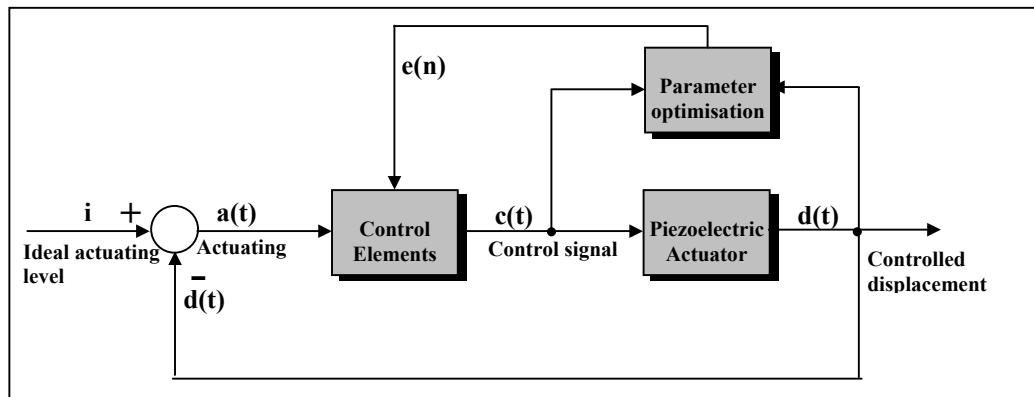 e(n)
Parameter
optimisation
i
+
a(t)
Ideal actuating
level
Actuating
-
d(t)
Control
Elements
c(t)
Control signal
Piezoelectric
Actuator
d(t)
Controlled
displacement